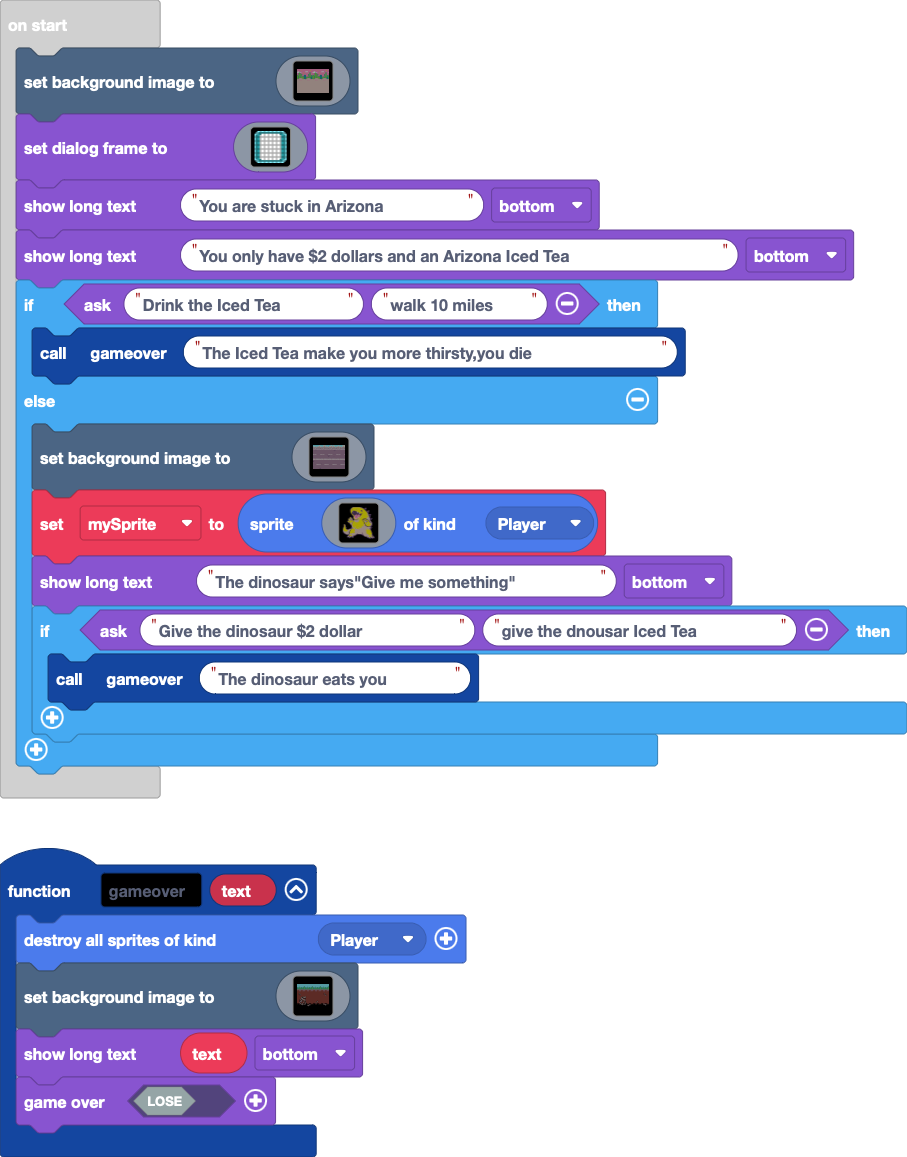 on start
set background image to
set dialog frame to
show long text "You are stuck in Arizona" bottom
show long text "You only have $2 dollars and an Arizona Iced Tea" bottom
if ask "Drink the Iced Tea" "walk 10 miles" then
call gameover "The Iced Tea make you more thirsty,you die"
else
set background image to
set mySprite to sprite of kind Player
show long text "The dinosaur says"Give me something"" bottom
if ask "Give the dinosaur $2 dollar" "give the dnousar Iced Tea" then
call gameover "The dinosaur eats you"
function gameover text
destroy all sprites of kind Player
set background image to
show long text text bottom
game over LOSE